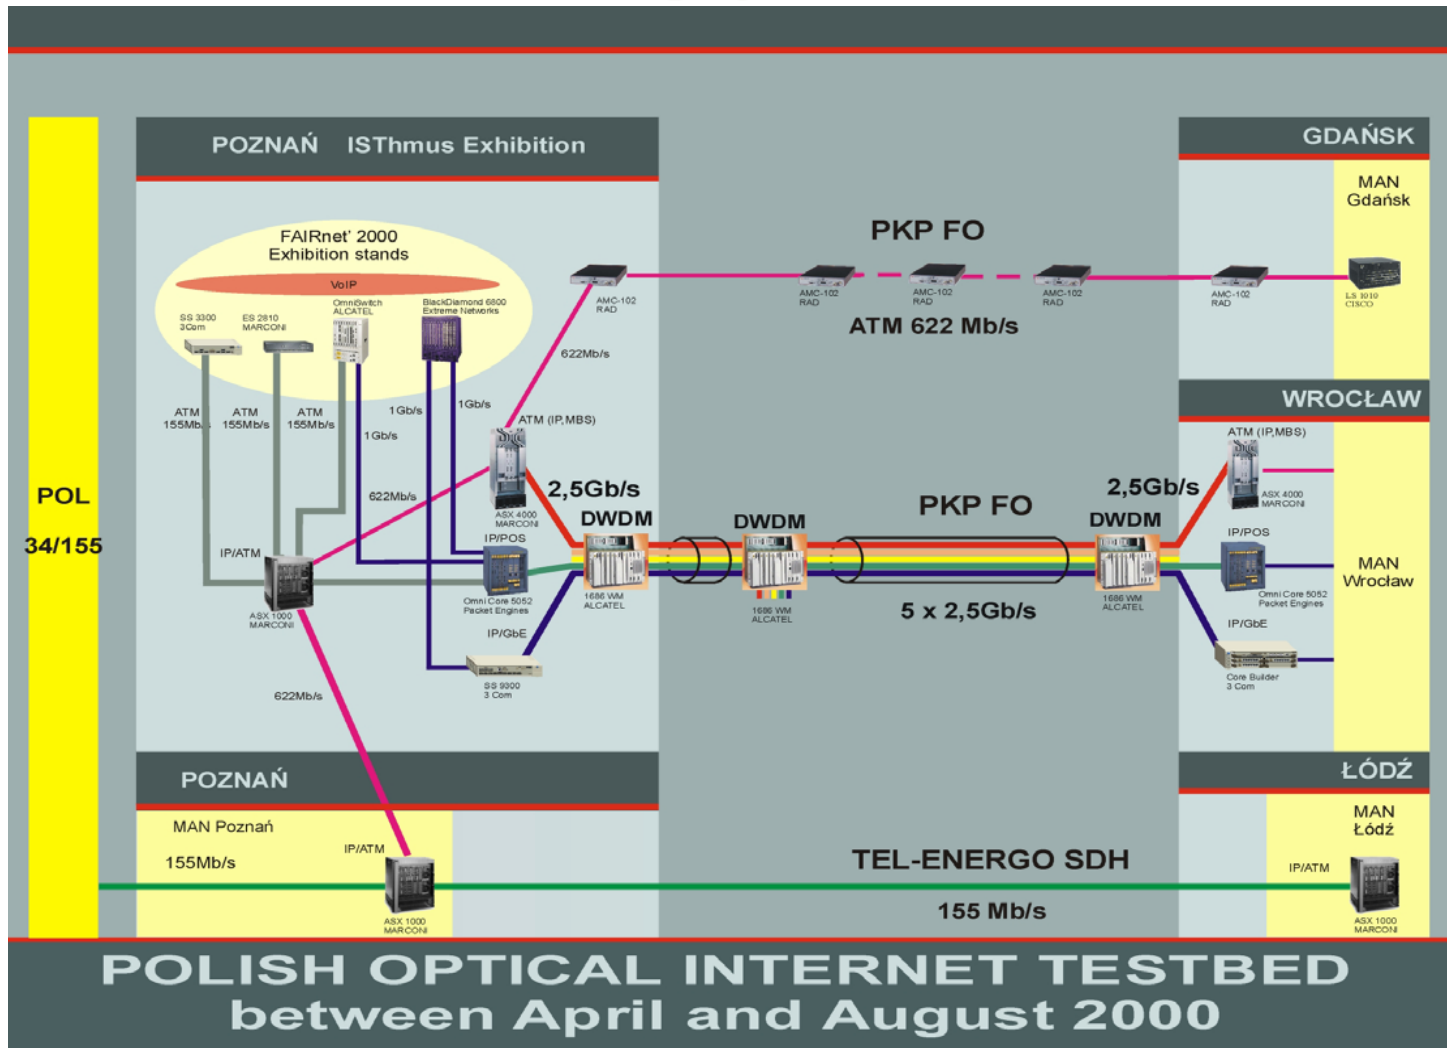 POL
34/155
POZNAŃ ISThmus Exhibition
FAIRnet' 2000
Exhibition stands
VoIP
SS 3300
3Com
ES 2810
MARCONI
OmniSwitch
ALCATEL
BlackDiamond 6800
Extreme Networks
ATM
155Mb/s
ATM
155Mb/s
ATM
155Mb/s
1Gb/s
1Gb/s
1Gb/s
622Mb/s
ATM (IP,MBS)
ASX 4000
MARCONI
622Mb/s
IP/ATM
ASX 1000
MARCONI
IP/POS
Omni Core 5052
Packet Engines
IP/GbE
SS 9300
3 Com
622Mb/s
2,5Gb/s
DWDM
1686 WM
ALCATEL
AMC-102
RAD
PKP FO
AMC-102
RAD
AMC-102
RAD
AMC-102
RAD
ATM 622 Mb/s
DWDM
1686 WM
ALCATEL
PKP FO
5 x 2,5Gb/s
2,5Gb/s
DWDM
1686 WM
ALCATEL
GDAŃSK
MAN
Gdańsk
AMC-102
RAD
LS 1010
CISCO
WROCŁAW
ATM (IP,MBS)
ASX 4000
MARCONI
IP/POS
Omni Core 5052
Packet Engines
IP/GbE
Core Builder
3 Com
MAN
Wrocław
POZNAŃ
MAN Poznań
155Mb/s
IP/ATM
ASX 1000
MARCONI
TEL-ENERGO SDH
155 Mb/s
ŁÓDŹ
MAN
Łódź
IP/ATM
ASX 1000
MARCONI
POLISH OPTICAL INTERNET TESTBED
between April and August 2000